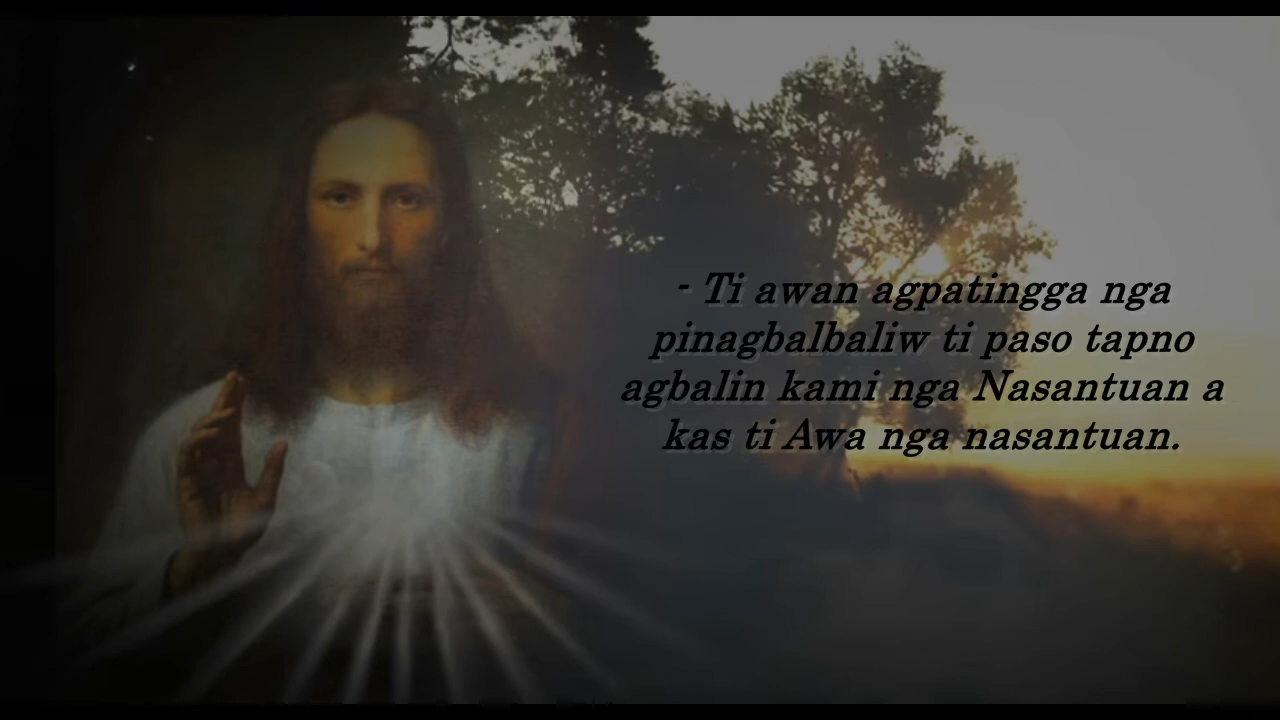 - Ti awan agpatingga nga
pinagbalbaliw ti paso tapno
agbalin kami nga Nasantuan a
kas ti Awa nga nasantuan.